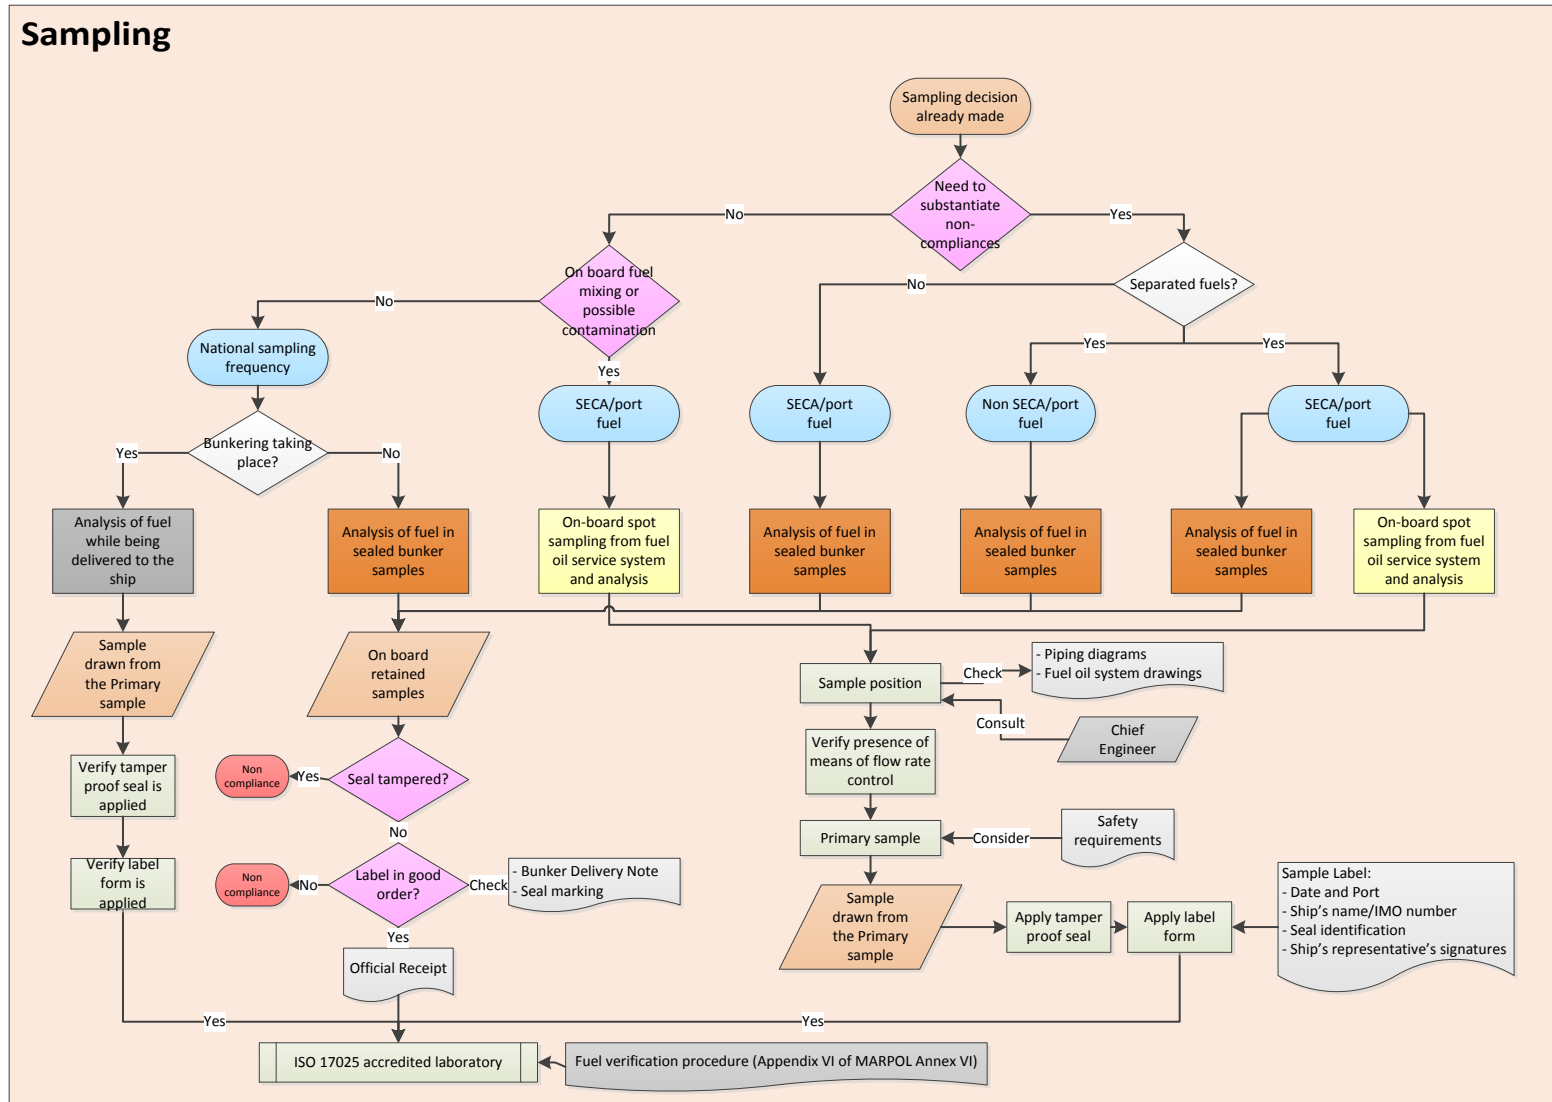 Sampling
Sampling decision
already made
Need to
substantiate
non-
compliances
No
Yes
On board fuel
mixing or
possible
contamination
Separated fuels?
No
No
Yes
Yes
Yes
National sampling
frequency
SECA/port
fuel
SECA/port
fuel
Non SECA/port
fuel
SECA/port
fuel
Bunkering taking
place?
Yes
No
Analysis of fuel
while being
delivered to the
ship
Analysis of fuel in
sealed bunker
samples
On-board spot
sampling from fuel
oil service system
and analysis
Analysis of fuel in
sealed bunker
samples
Analysis of fuel in
sealed bunker
samples
Analysis of fuel in
sealed bunker
samples
On-board spot
sampling from fuel
oil service system
and analysis
Sample
drawn from
the Primary
sample
On board
retained
samples
Sample position
Check
- Piping diagrams
- Fuel oil system drawings
Consult
Chief
Engineer
Verify tamper
proof seal is
applied
Non
compliance
Yes
Seal tampered?
No
Verify presence of
means of flow rate
control
Primary sample
Consider
Safety
requirements
Verify label
form is
applied
Non
compliance
No
Label in good
order?
Check
- Bunker Delivery Note
- Seal marking
Yes
Sample
drawn from
the Primary
sample
Apply tamper
proof seal
Apply label
form
Sample Label:
- Date and Port
- Ship's name/IMO number
- Seal identification
- Ship's representative's signatures
Official Receipt
Yes
Yes
ISO 17025 accredited laboratory
Fuel verification procedure (Appendix VI of MARPOL Annex VI)